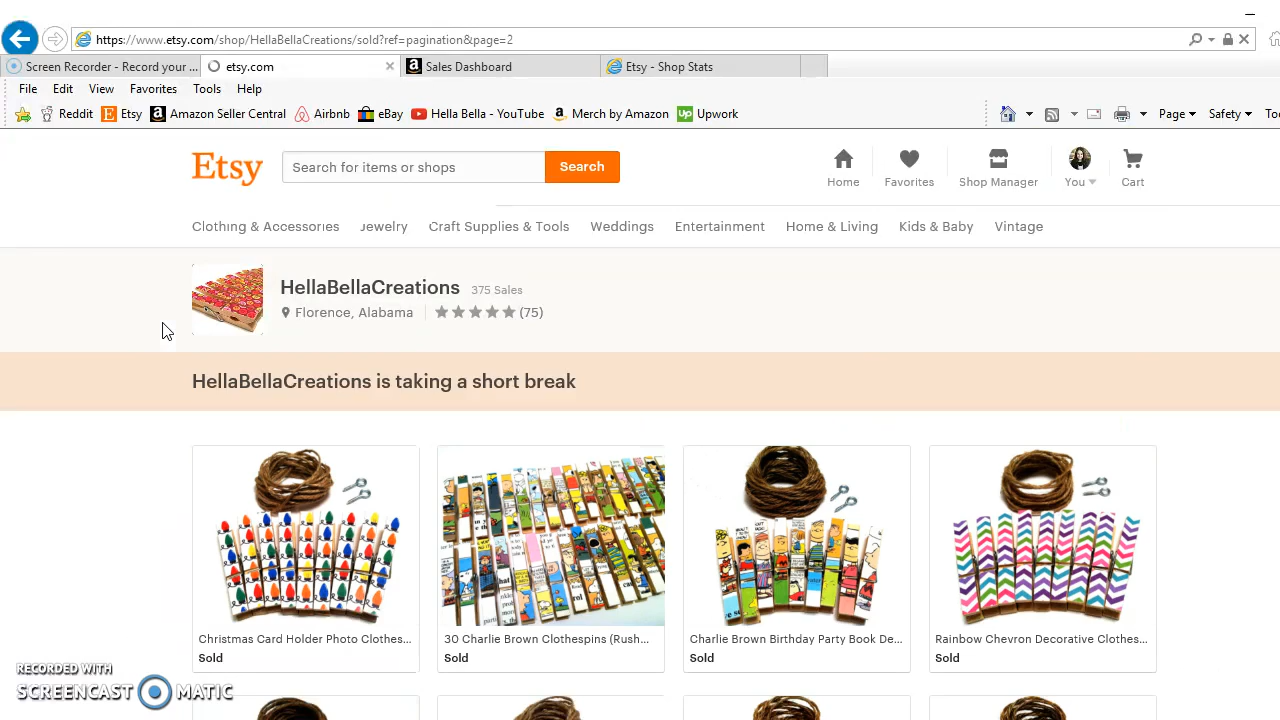 https://www.etsy.com/shop/HellaBellaCreations/sold?ref=pagination&page=2
Screen Recorder - Record your ...
etsy.com
Sales Dashboard
Etsy - Shop Stats
File Edit View Favorites Tools Help
Reddit Etsy Amazon Seller Central Airbnb eBay Hella Bella - YouTube Merch by Amazon Upwork
Page Safety
Etsy
Search for items or shops
Search
Home Favorites Shop Manager You Cart
Clothing & Accessories Jewelry Craft Supplies & Tools Weddings Entertainment Home & Living Kids & Baby Vintage
HellaBellaCreations 375 Sales
Florence, Alabama (75)
HellaBellaCreations is taking a short break
Christmas Card Holder Photo Clothes...
Sold
30 Charlie Brown Clothespins (Rush...
Sold
Charlie Brown Birthday Party Book De...
Sold
Rainbow Chevron Decorative Clothes...
Sold
RECORDED WITH
SCREENCAST MATIC